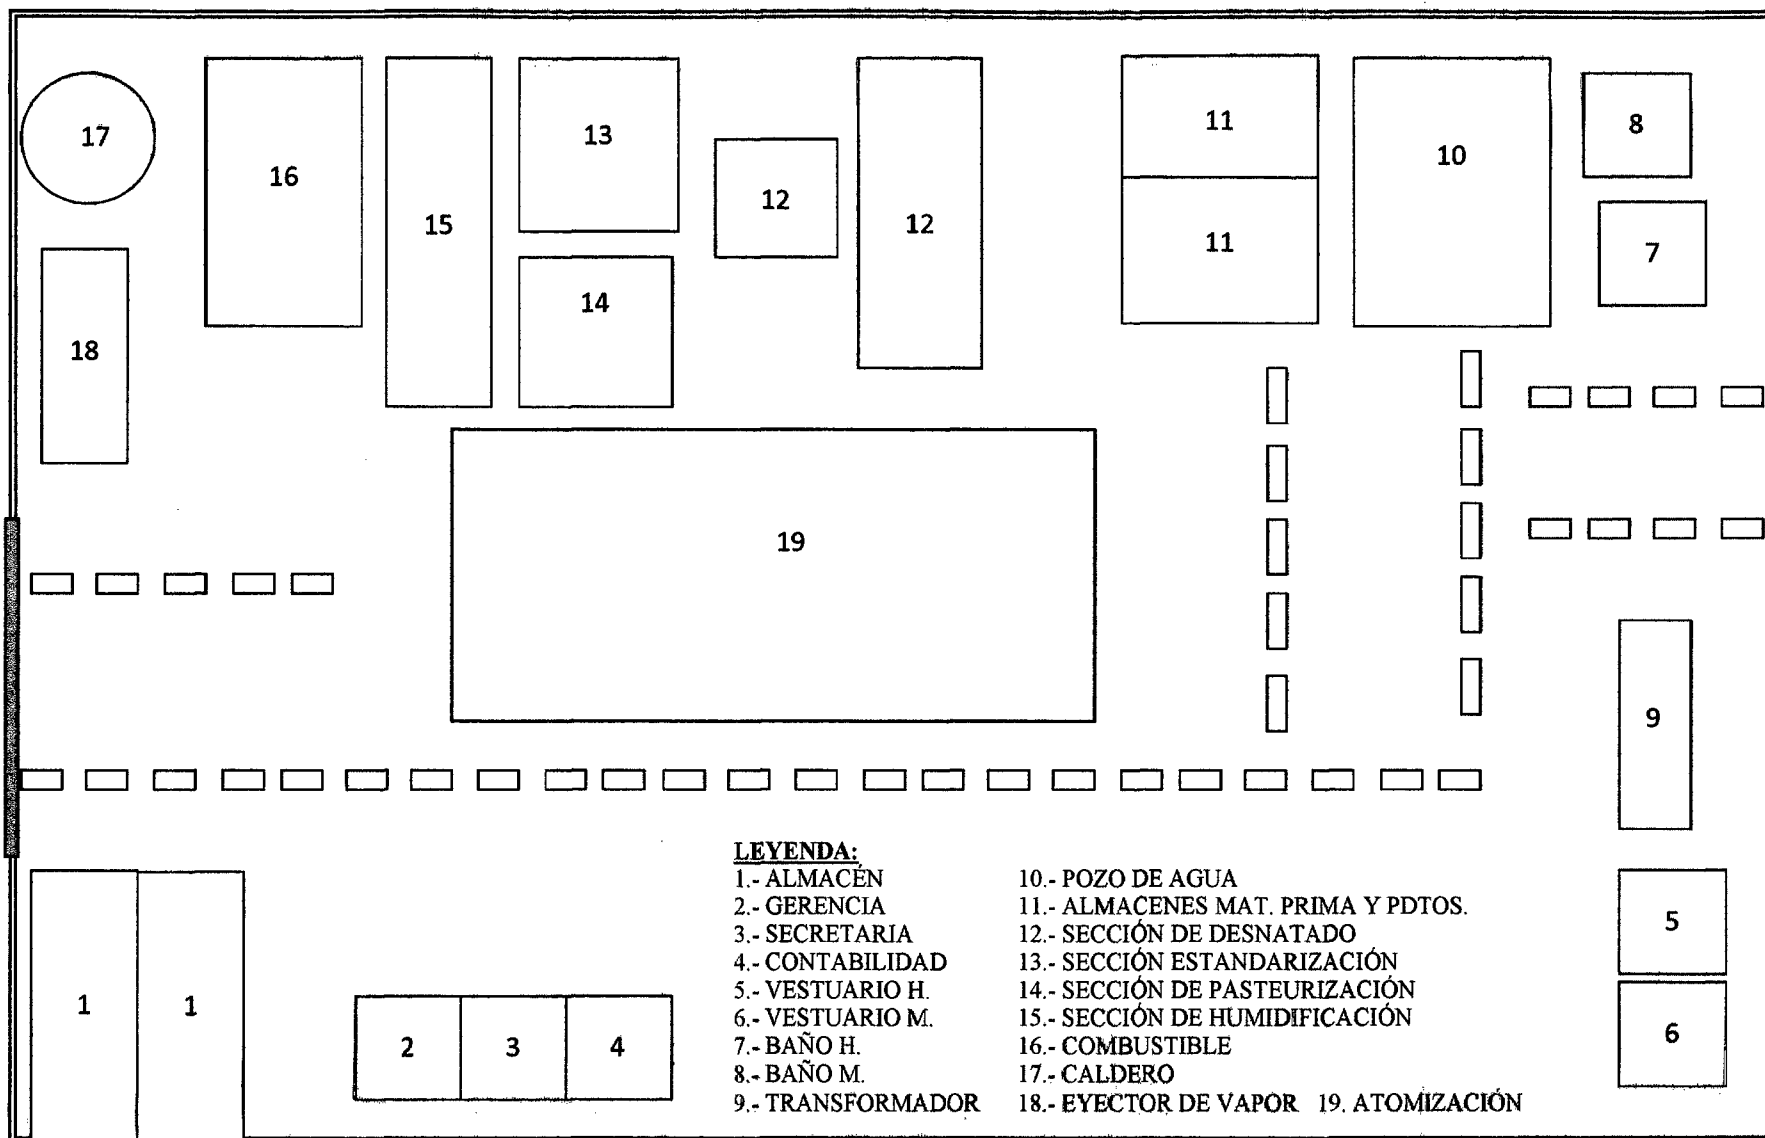 17
16
15
13
14
12
12
11
11
10
8
7
18
19
9
5
6
1
1
2
3
4
LEYENDA:
1.- ALMACÉN
2.- GERENCIA
3.- SECRETARIA
4.- CONTABILIDAD
5.- VESTUARIO H.
6.- VESTUARIO M.
7.- BAÑO H.
8.- BAÑO M.
9.- TRANSFORMADOR
10.- POZO DE AGUA
11.- ALMACENES MAT. PRIMA Y PDTOS.
12.- SECCIÓN DE DESNATADO
13.- SECCIÓN ESTANDARIZACIÓN
14.- SECCIÓN DE PASTEURIZACIÓN
15.- SECCIÓN DE HUMIDIFICACIÓN
16.- COMBUSTIBLE
17.- CALDERO
18.- EYECTOR DE VAPOR 19. ATOMIZACIÓN